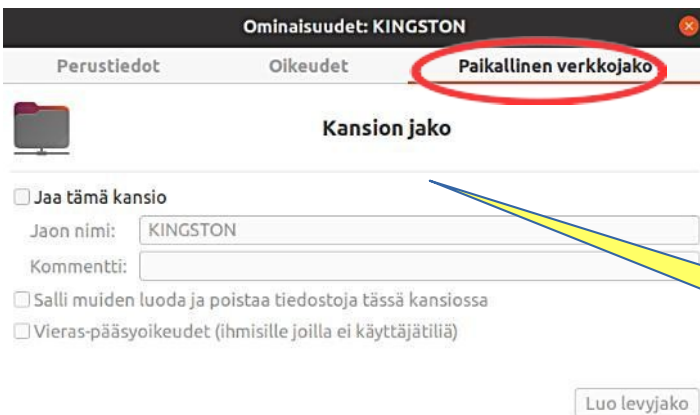 Ominaisuudet: KINGSTON
Perustiedot Oikeudet Paikallinen verkkojako
Kansion jako
Jaa tämä kansio
Jaon nimi: KINGSTON
Kommentti:
Salli muiden luoda ja poistaa tiedostoja tässä kansiossa
Vieras-pääsyoikeudet (ihmisille joilla ei käyttäjätiliä)
Luo levyjako